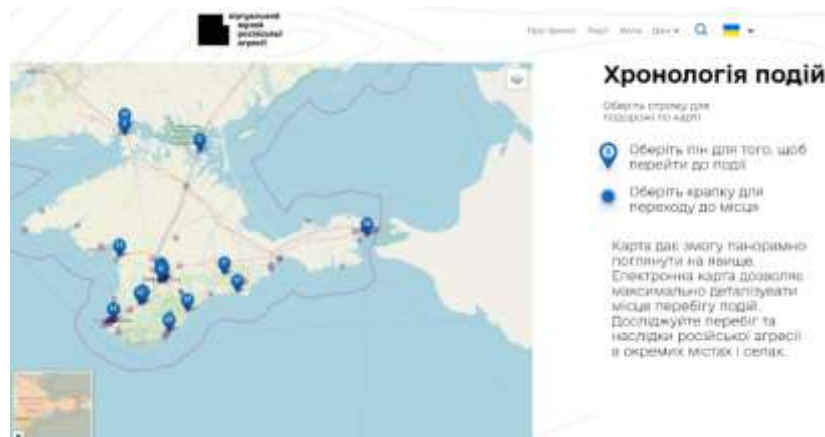 віртуальний
музей
російської
агресії
Про проект Події Мапа
Хронологія подій
Оберіть стрілку для
подорожі по карті
Оберіть пін для того, щоб
перейти до події
Оберіть крапку для
переходу до місця
Карта дає змогу панорамно
поглянути на явище.
Електронна карта дозволяє
максимально деталізувати
місця перебігу подій.
Досліджуйте перебіг та
наслідки російської агресії
в окремих містах і селах.